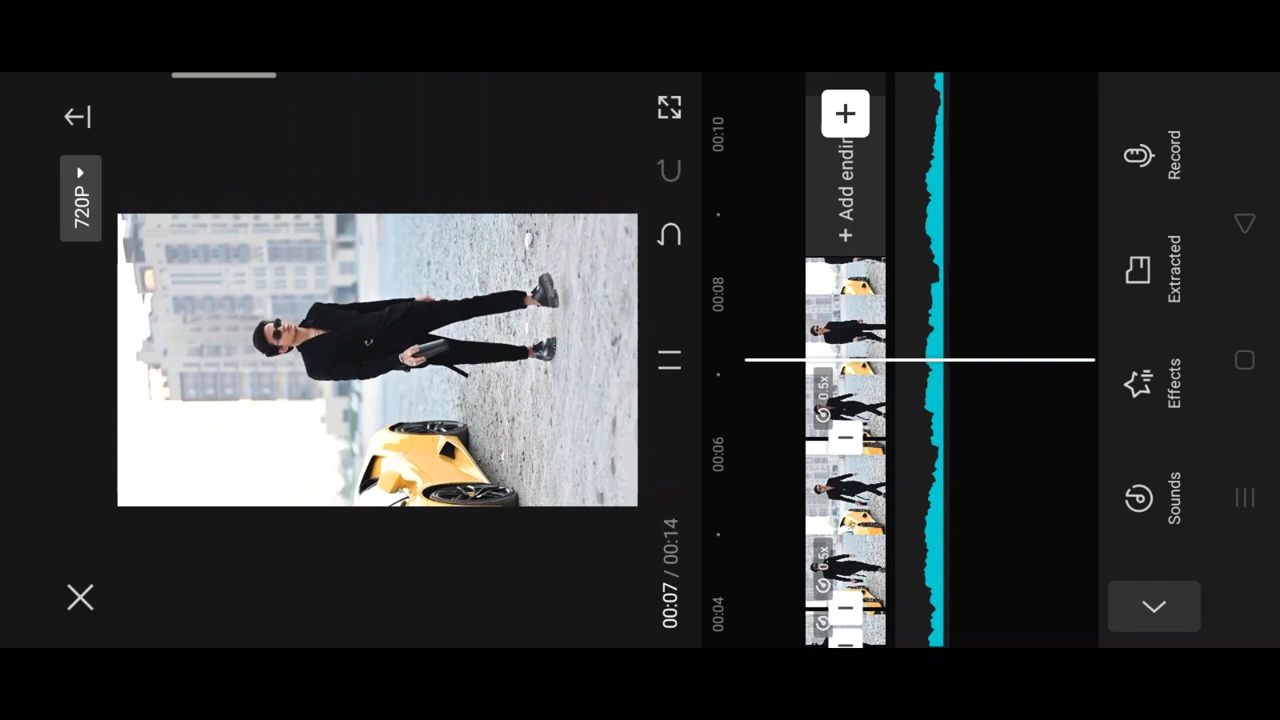 720P
00:07 / 00:14
00:04
00:06
00:08
00:10
0.5x
0.5x
+ Add endin
Sounds
Effects
Extracted
Record